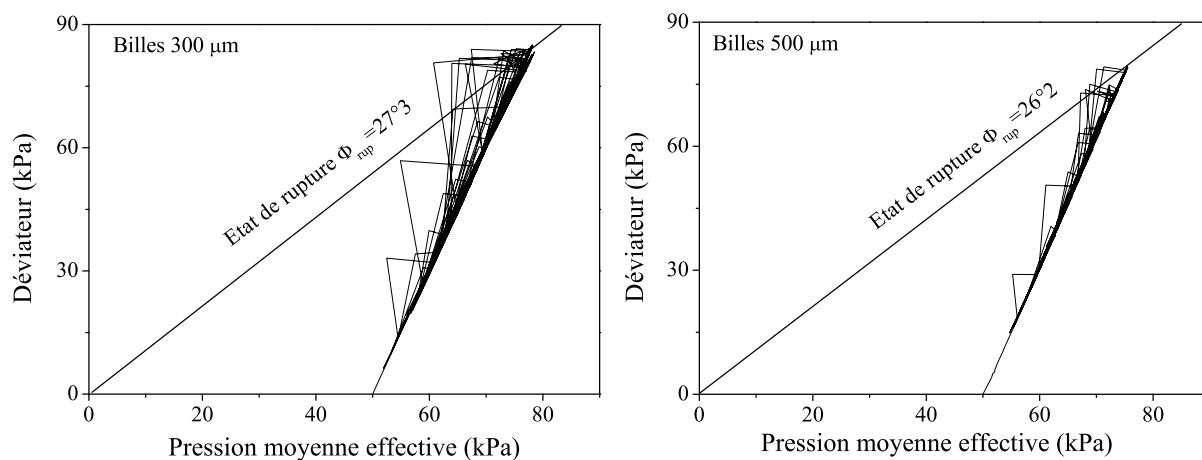 Billes 300 μm
Déviateur (kPa)
90
60
30
0
Etat de rupture Φrup=27°3
0 20 40 60 80
Pression moyenne effective (kPa)
Billes 500 μm
Déviateur (kPa)
90
60
30
0
Etat de rupture Φrup=26°2
0 20 40 60 80
Pression moyenne effective (kPa)